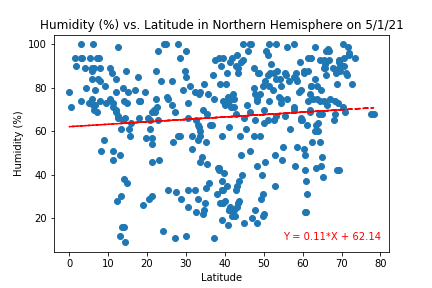 Humidity (%) vs. Latitude in Northern Hemisphere on 5/1/21
Humidity (%)
100
80
60
40
20
Y = 0.11*X + 62.14
0 10 20 30 40 50 60 70 80
Latitude